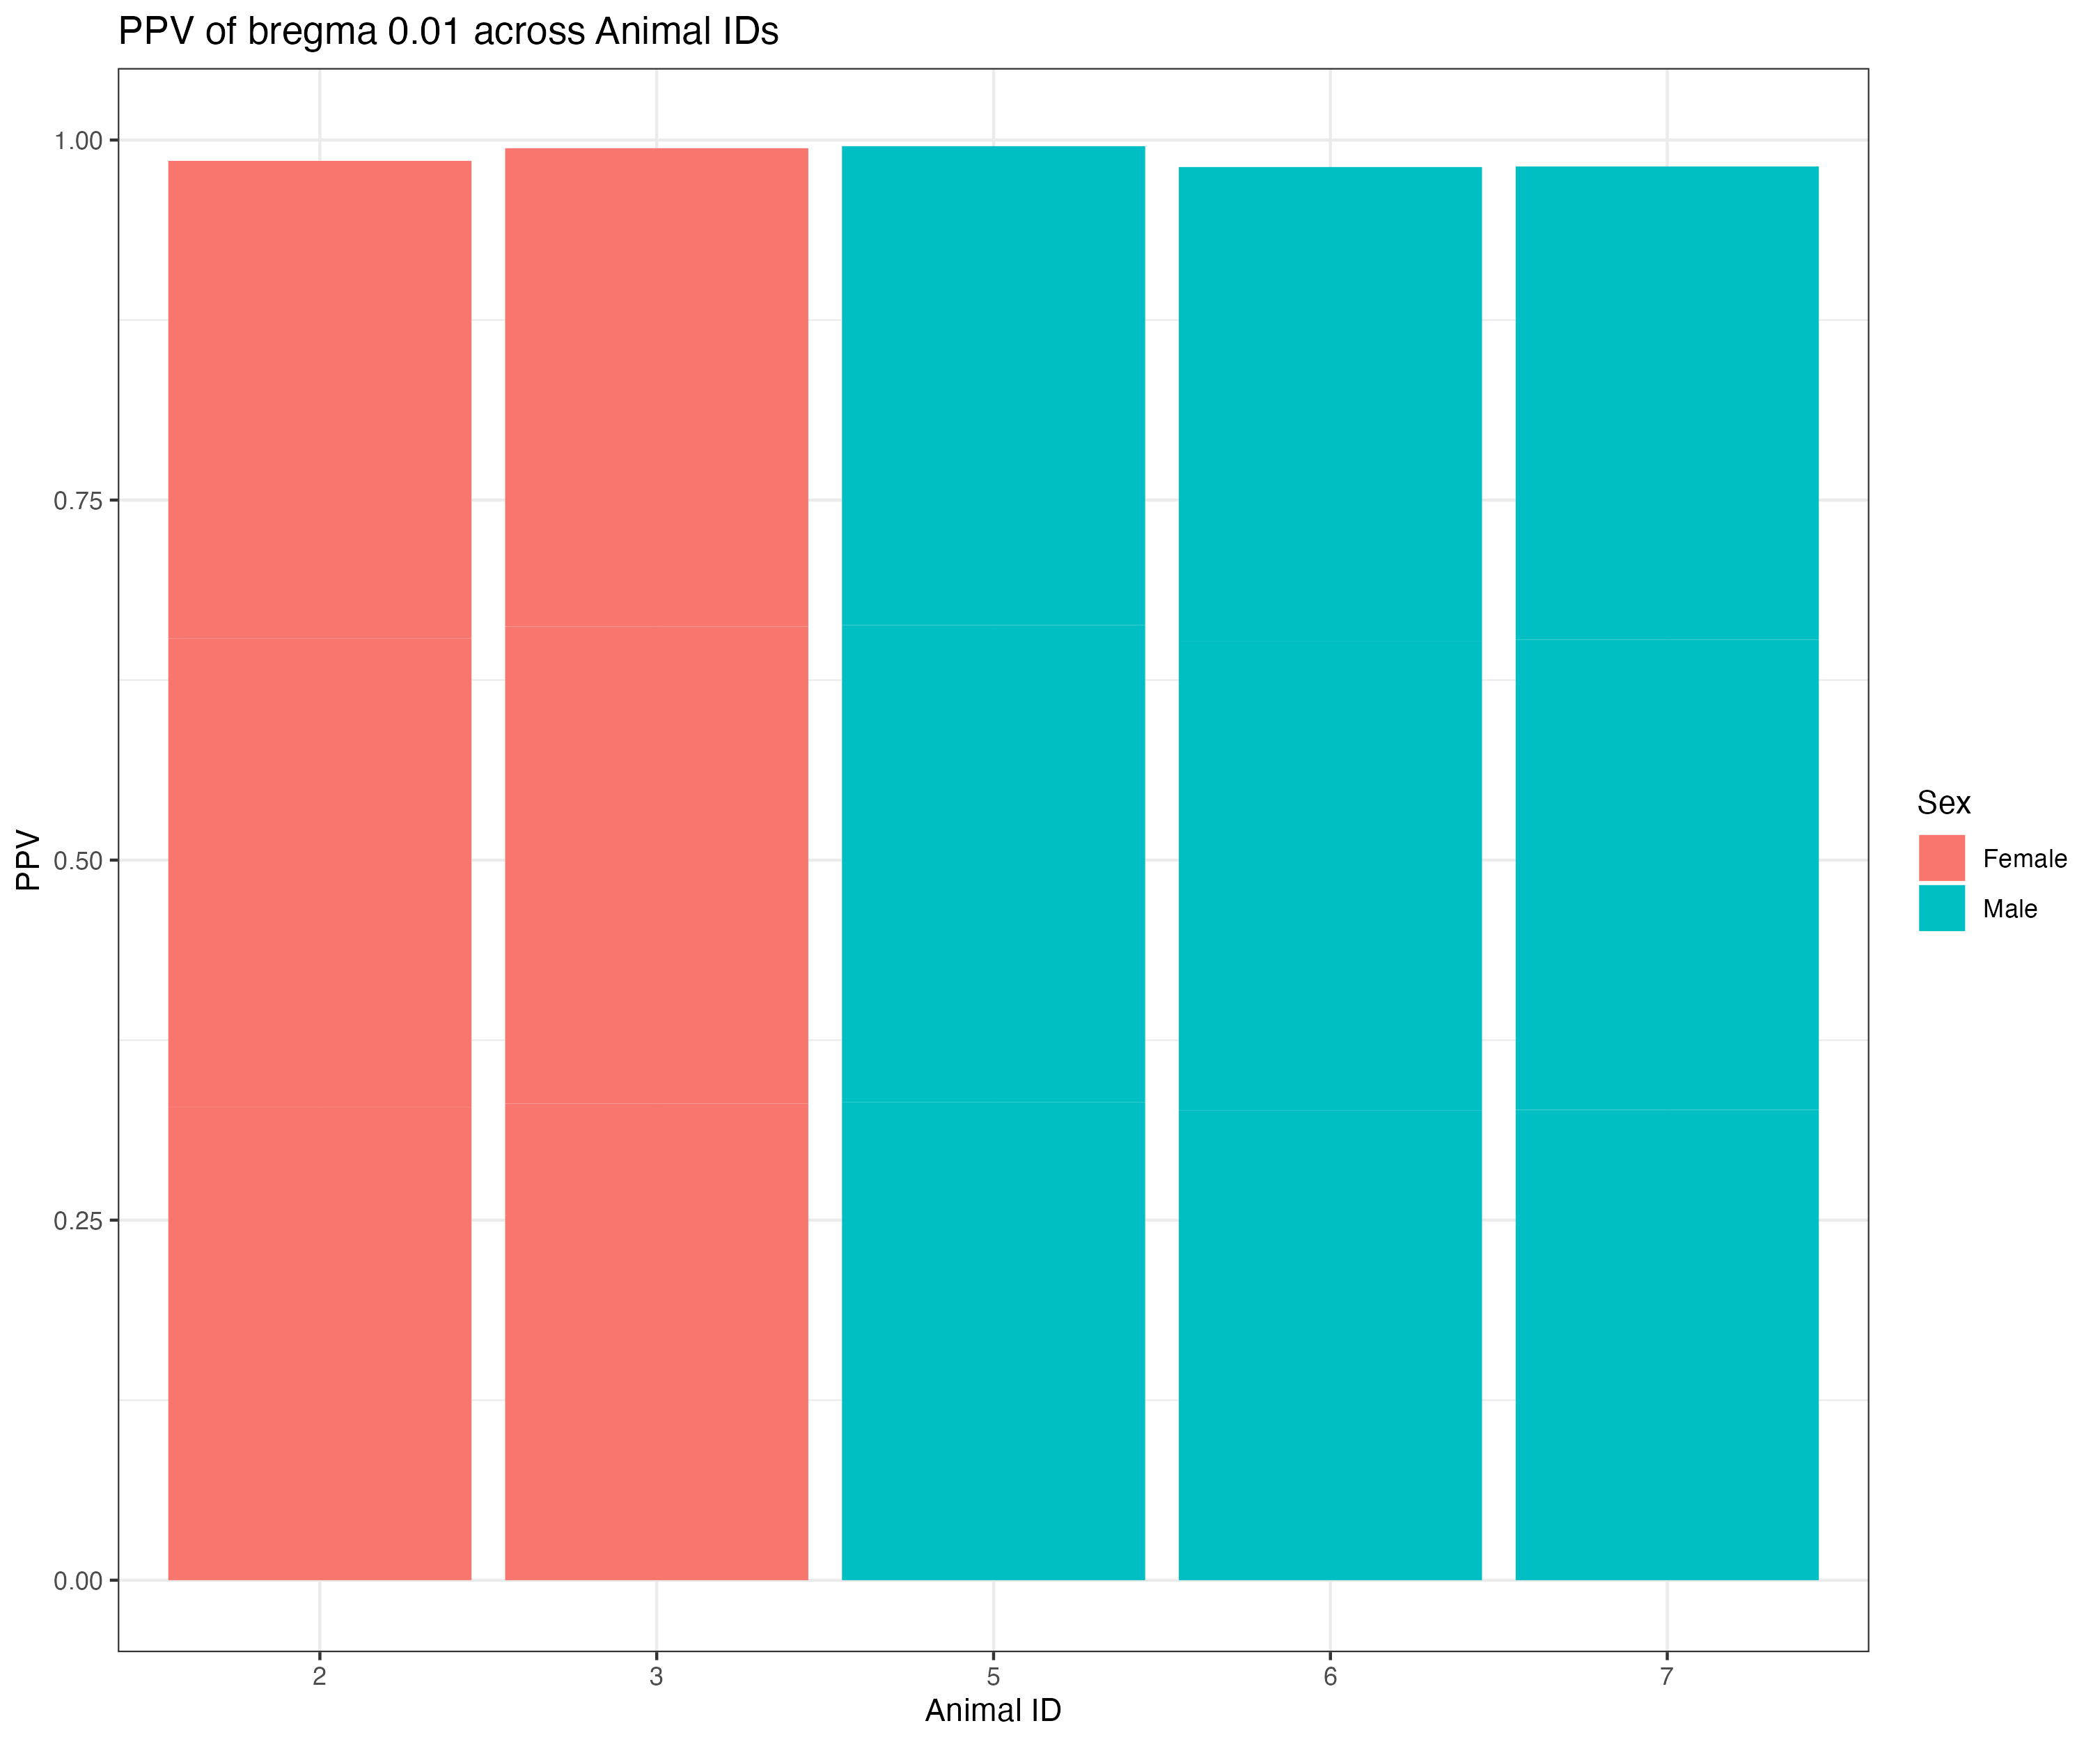 PPV of bregma 0.01 across Animal IDs
1.00
0.75
0.50
0.25
0.00
PPV
2 3 5 6 7
Animal ID
Sex
Female
Male